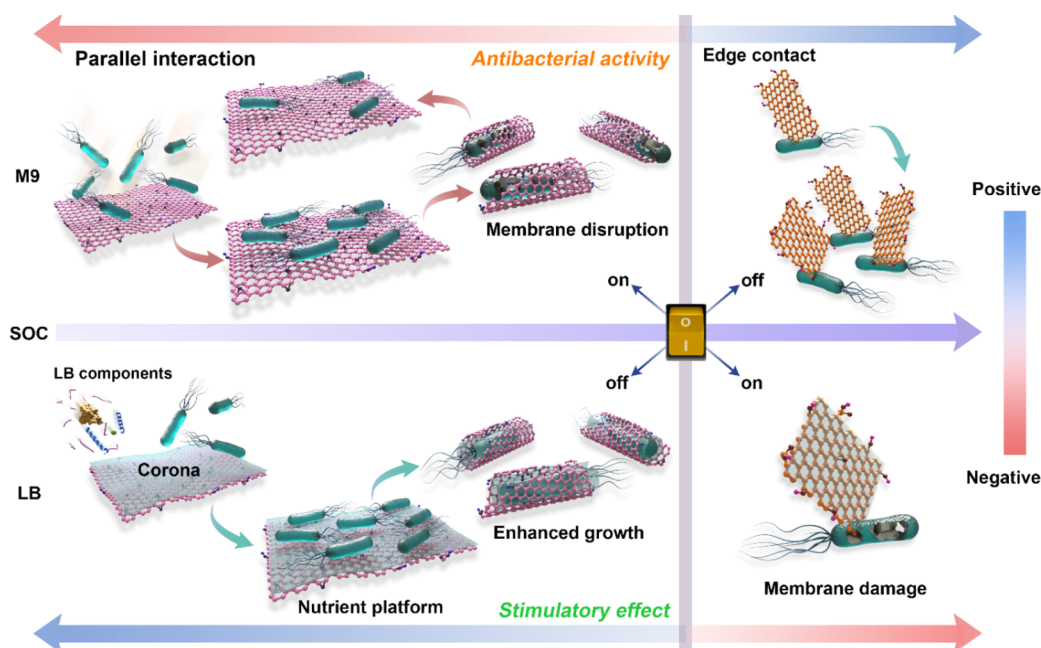 Parallel interaction
Antibacterial activity
Edge contact
M9
Membrane disruption
Positive
on
off
SOC
O
I
off
on
LB components
Corona
LB
Negative
Enhanced growth
Nutrient platform
Membrane damage
Stimulatory effect